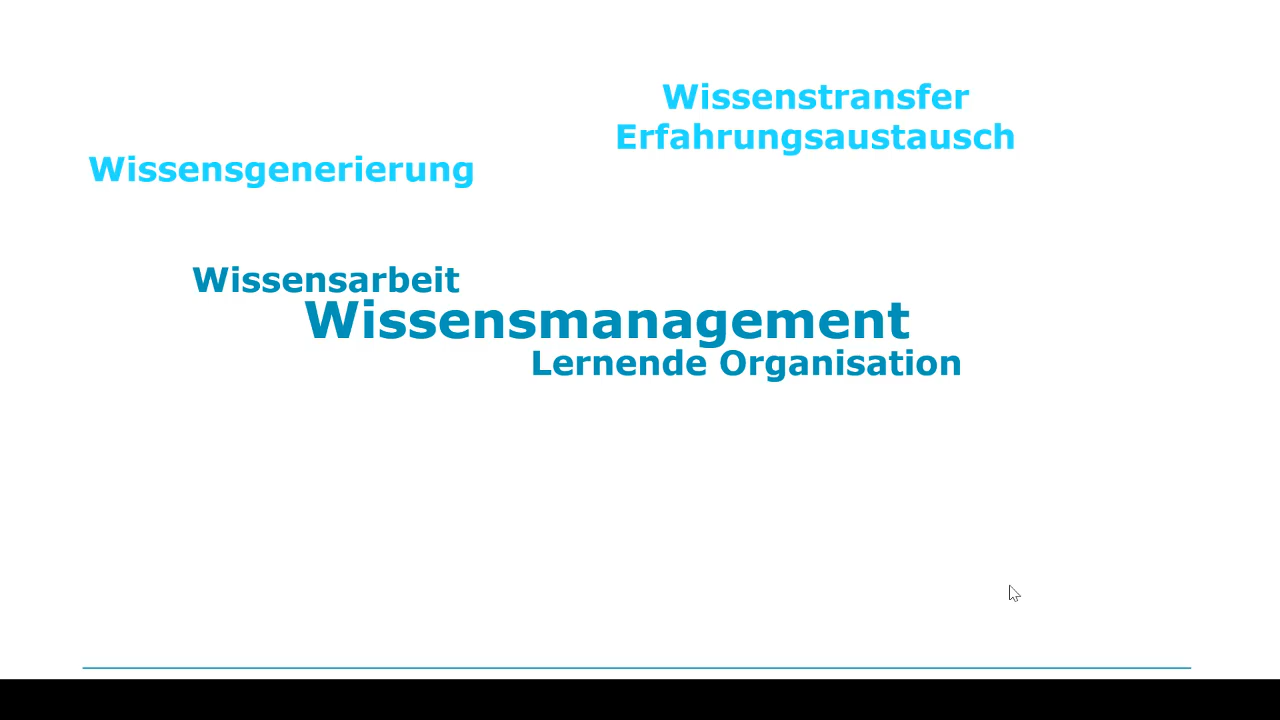 Wissenstransfer
Erfahrungsaustausch
Wissensgenerierung
Wissensarbeit
Wissensmanagement
Lernende Organisation